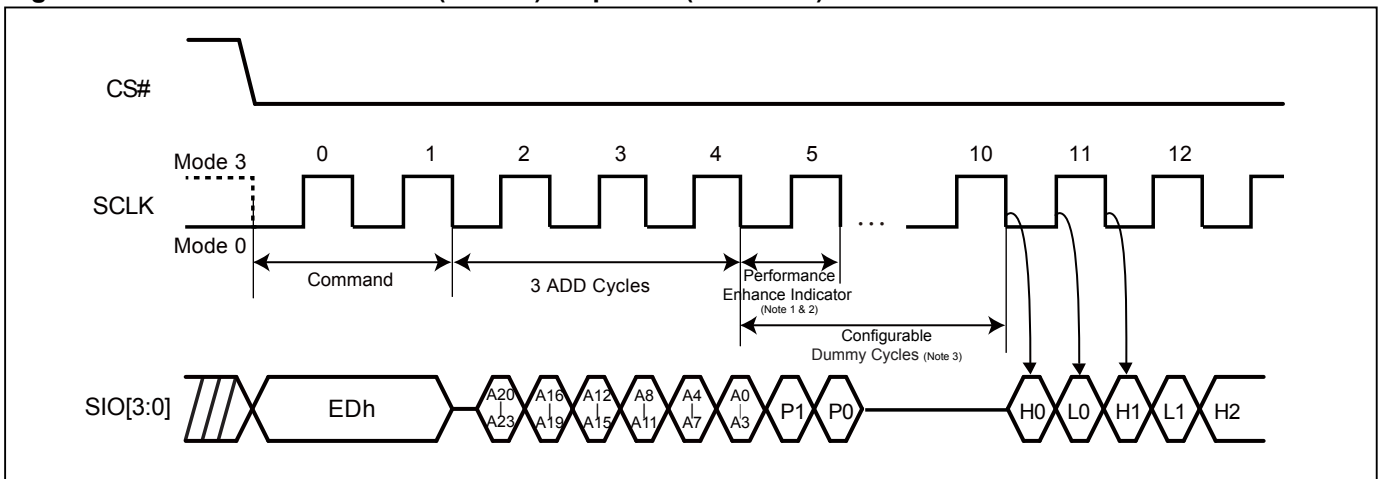 CS#
Mode 3
0 1 2 3 4 5 10 11 12
SCLK
...
Mode 0
Command
3 ADD Cycles
Performance
Enhance Indicator
(Note 1 & 2)
Configurable
Dummy Cycles (Note 3)
SIO[3:0]
EDh
A20 A16 A12 A8 A4 A0
A23 A19 A15 A11 A7 A3
P1 P0 H0 L0 H1 L1 H2